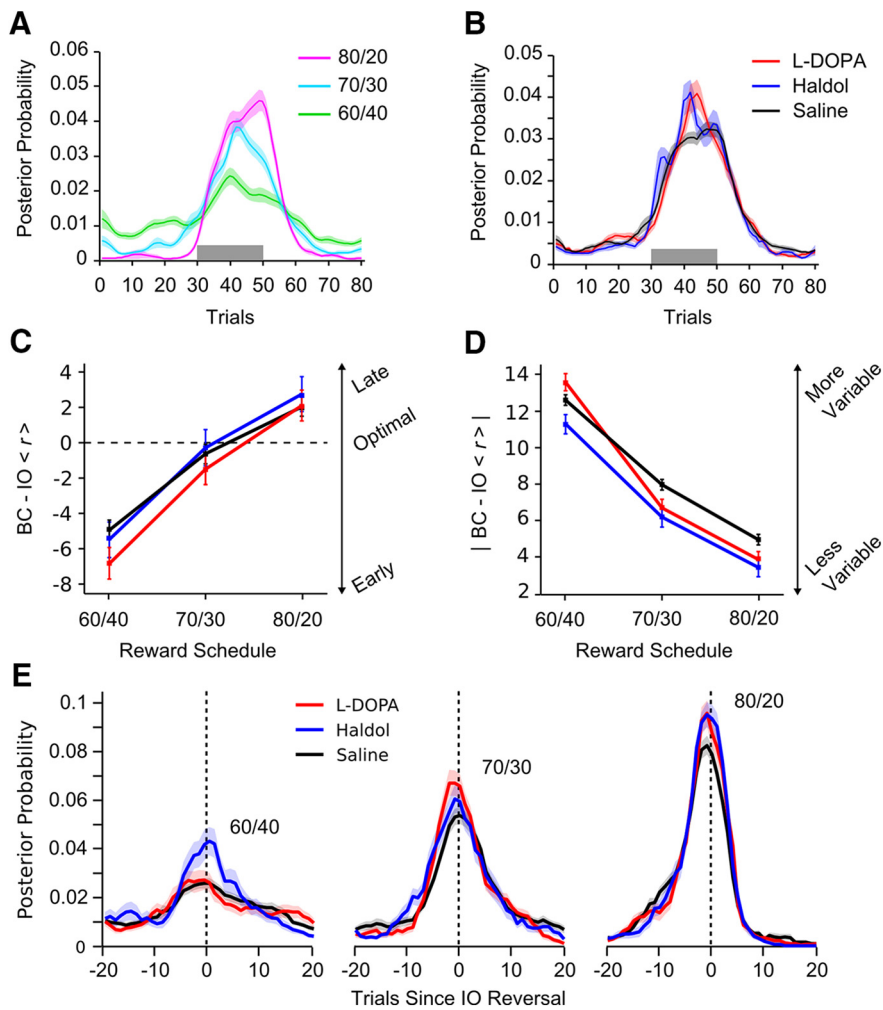 A
Posterior Probability
0.06
0.05
0.04
0.03
0.02
0.01
0
80/20
70/30
60/40
0 10 20 30 40 50 60 70 80
Trials
B
Posterior Probability
0.05
0.04
0.03
0.02
0.01
0
L-DOPA
Haldol
Saline
0 10 20 30 40 50 60 70 80
Trials
C
BC - IO < r >
4
2
0
-2
-4
-6
-8
Late
Optimal
Early
60/40 70/30 80/20
Reward Schedule
D
| BC - IO < r > |
14
12
10
8
6
4
2
More
Variable
Less
Variable
60/40 70/30 80/20
Reward Schedule
E
Posterior Probability
0.1
0.08
0.06
0.04
0.02
0
L-DOPA
Haldol
Saline
60/40
70/30
80/20
-20 -10 0 10 20
-20 -10 0 10 20
-20 -10 0 10 20
Trials Since IO Reversal